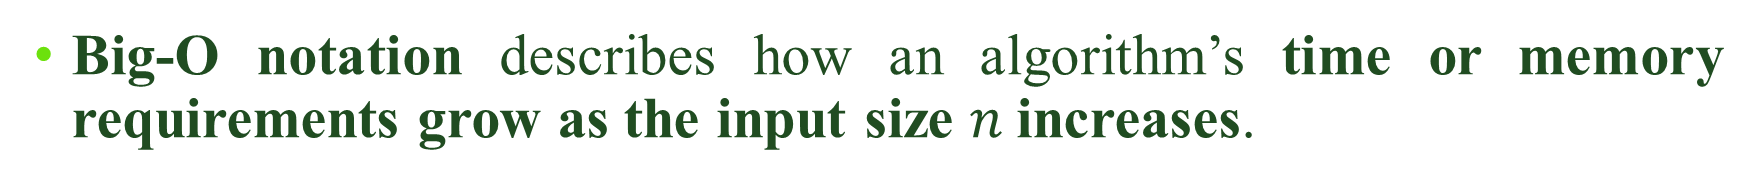 • Big-O notation describes how an algorithm’s time or memory
requirements grow as the input size n increases.